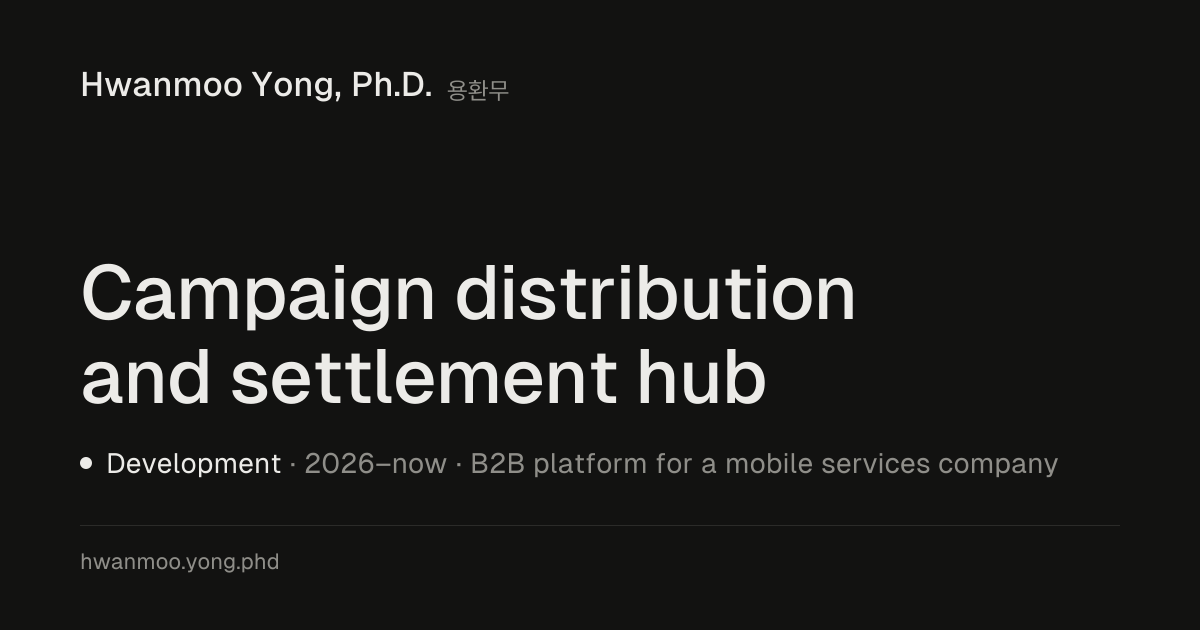 Hwanmoo Yong, Ph.D. 용환무
Campaign distribution
and settlement hub
Development · 2026–now · B2B platform for a mobile services company
hwanmoo.yong.phd